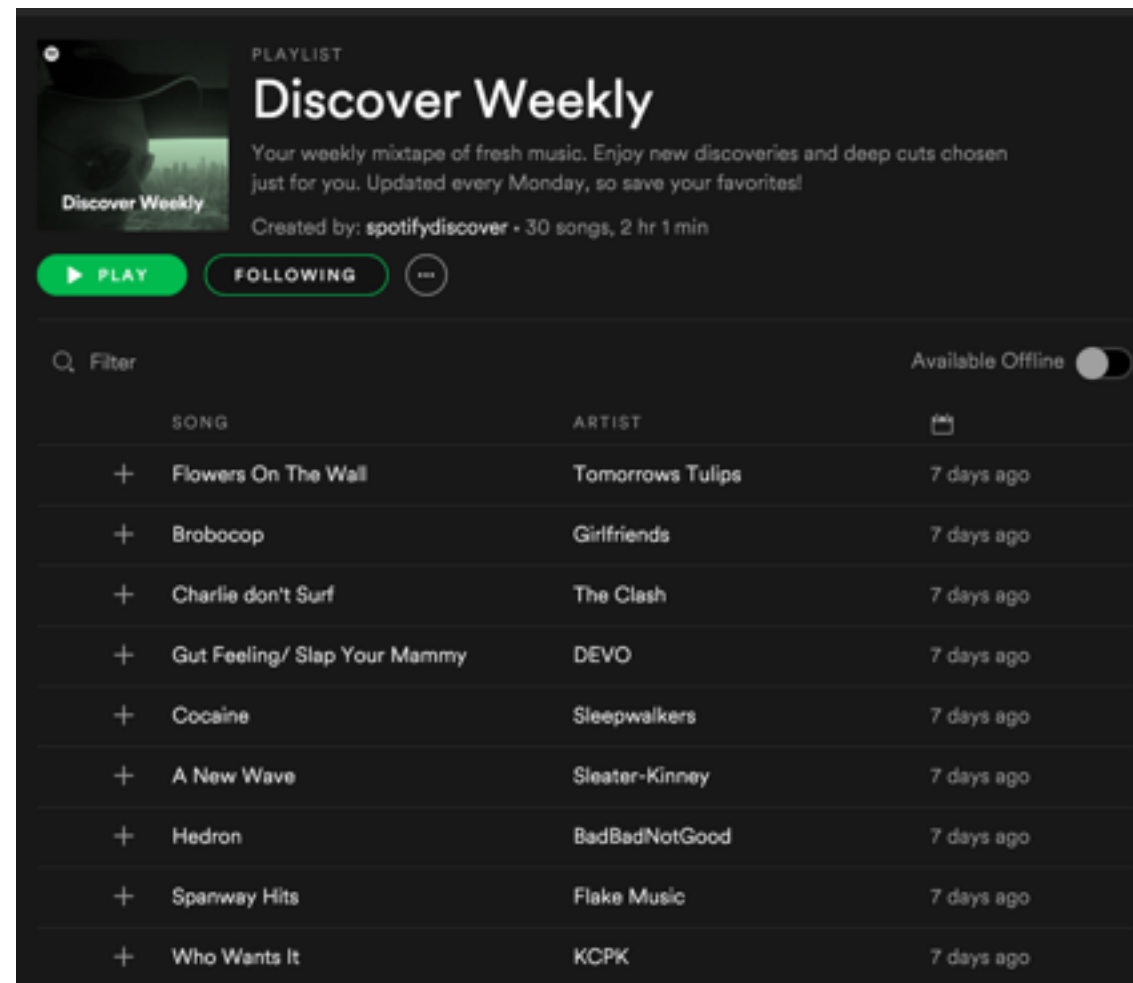 PLAYLIST
Discover Weekly
Your weekly mixtape of fresh music. Enjoy new discoveries and deep cuts chosen
just for you. Updated every Monday, so save your favorites!
Discover Weekly
Created by: spotifydiscover • 30 songs, 2 hr 1 min
PLAY FOLLOWING
Filter Available Offline
SONG ARTIST
Flowers On The Wall Tomorrows Tulips 7 days ago
Brobocop Girlfriends 7 days ago
Charlie don't Surf The Clash 7 days ago
Gut Feeling/ Slap Your Mammy DEVO 7 days ago
Cocaine Sleepwalkers 7 days ago
A New Wave Sleater-Kinney 7 days ago
Hedron BadBadNotGood 7 days ago
Spanway Hits Flake Music 7 days ago
Who Wants It KCPK 7 days ago